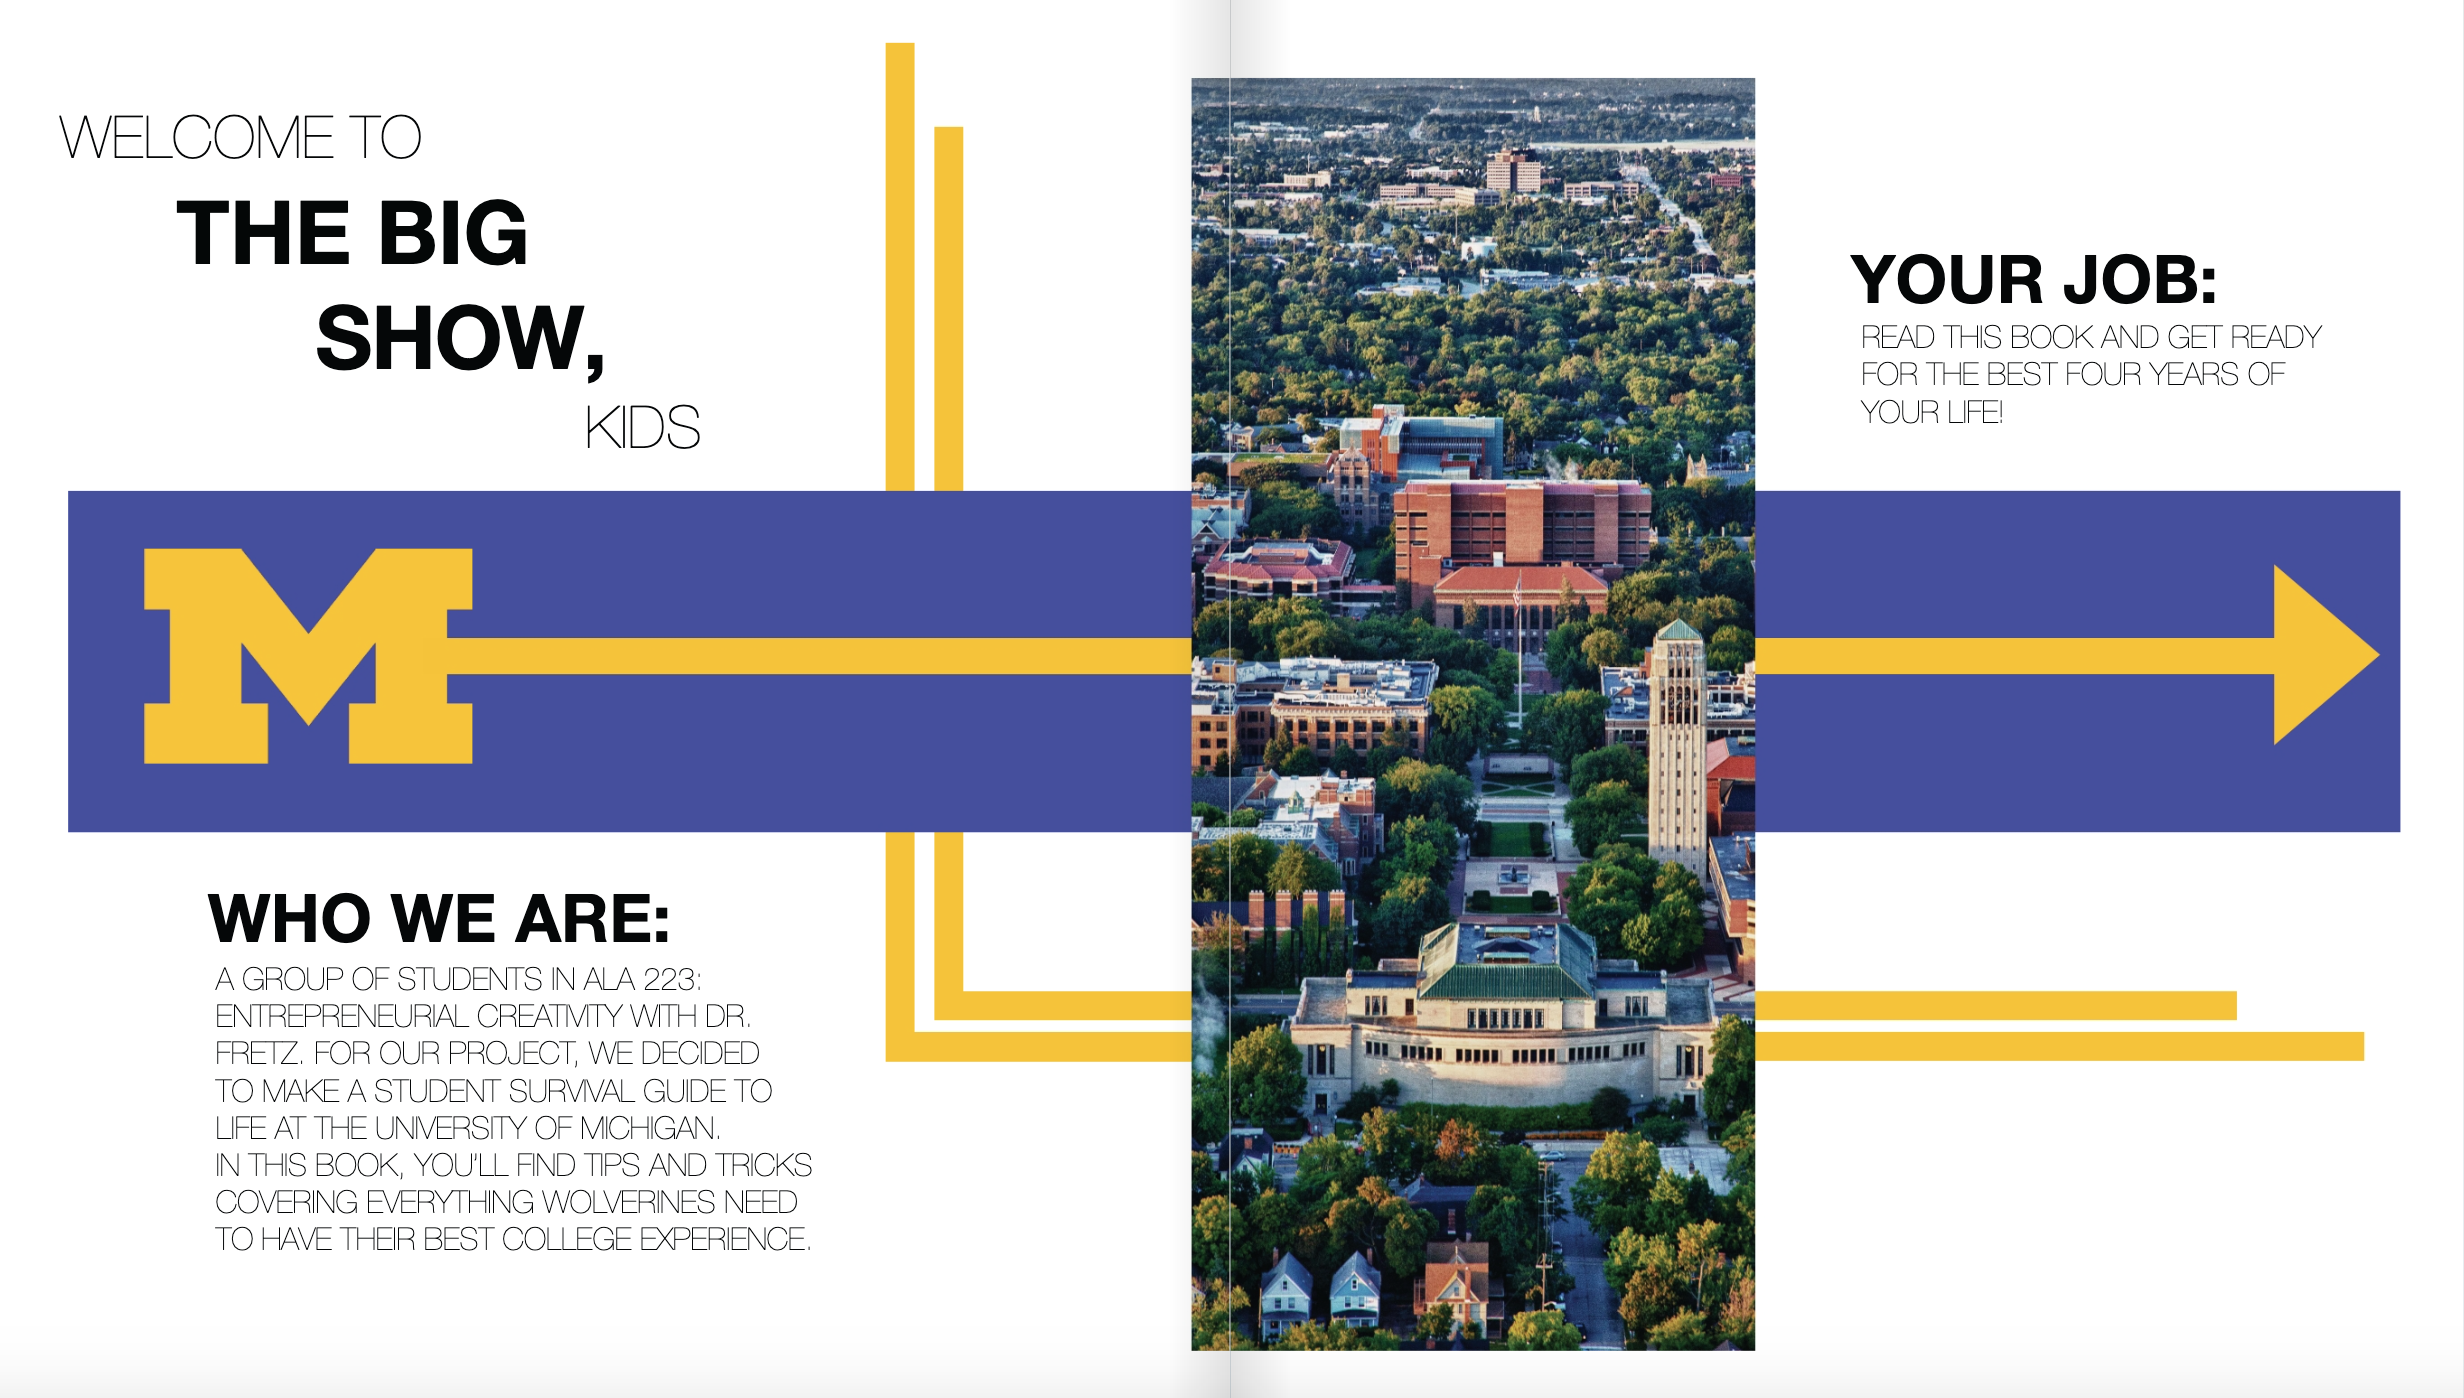 WELCOME TO
THE BIG
SHOW,
KIDS
M
WHO WE ARE:
A GROUP OF STUDENTS IN ALA 223:
ENTREPRENEURIAL CREATIVITY WITH DR.
FRETZ. FOR OUR PROJECT, WE DECIDED
TO MAKE A STUDENT SURVIVAL GUIDE TO
LIFE AT THE UNIVERSITY OF MICHIGAN.
IN THIS BOOK, YOU'LL FIND TIPS AND TRICKS
COVERING EVERYTHING WOLVERINES NEED
TO HAVE THEIR BEST COLLEGE EXPERIENCE.
YOUR JOB:
READ THIS BOOK AND GET READY
FOR THE BEST FOUR YEARS OF
YOUR LIFE!